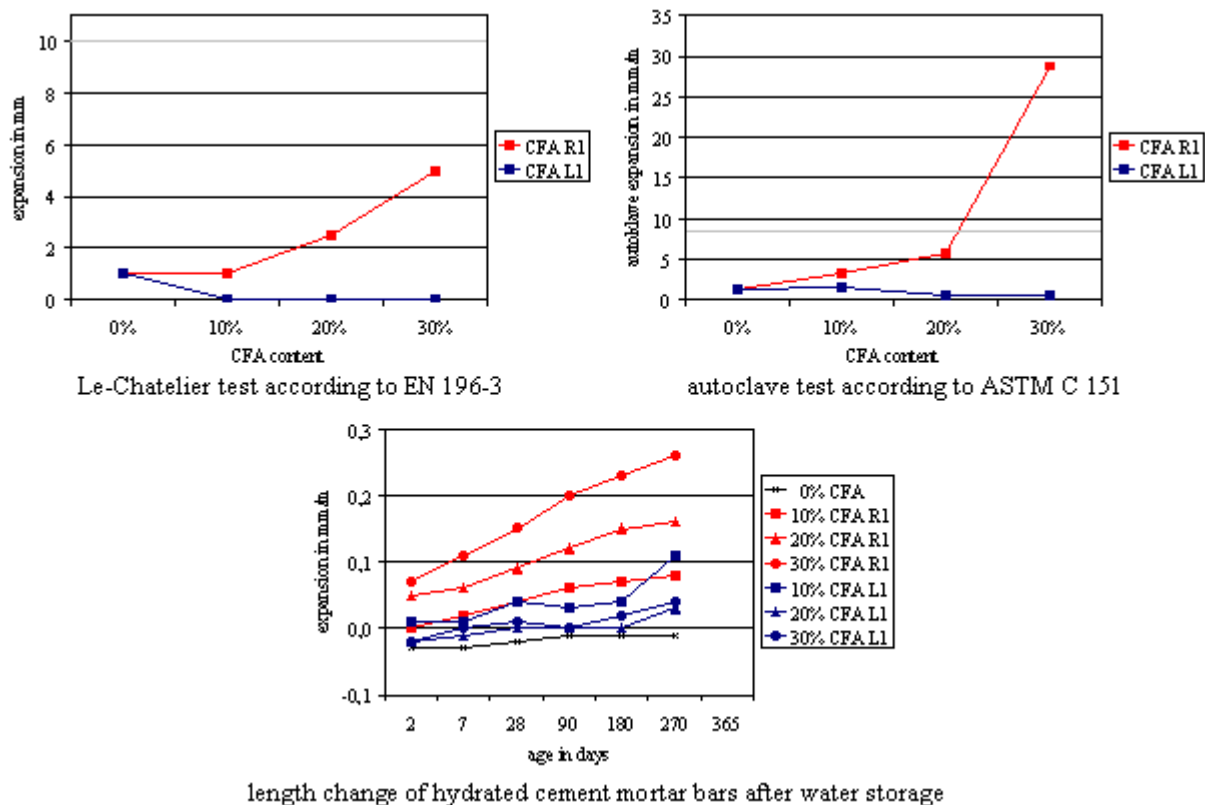 10
8
6
4
2
0
expansion in mm
0% 10% 20% 30%
CFA content
CFA R1
CFA L1
Le-Chatelier test according to EN 196-3
35
30
25
20
15
10
5
0
autoklave expansion in mm/m
0% 10% 20% 30%
CFA content
CFA R1
CFA L1
autoclave test according to ASTM C 151
0,3
0,2
0,1
0,0
-0,1
expansion in mm/m
2 7 28 90 180 270 365
age in days
0% CFA
10% CFA R1
20% CFA R1
30% CFA R1
10% CFA L1
20% CFA L1
30% CFA L1
length change of hydrated cement mortar bars after water storage